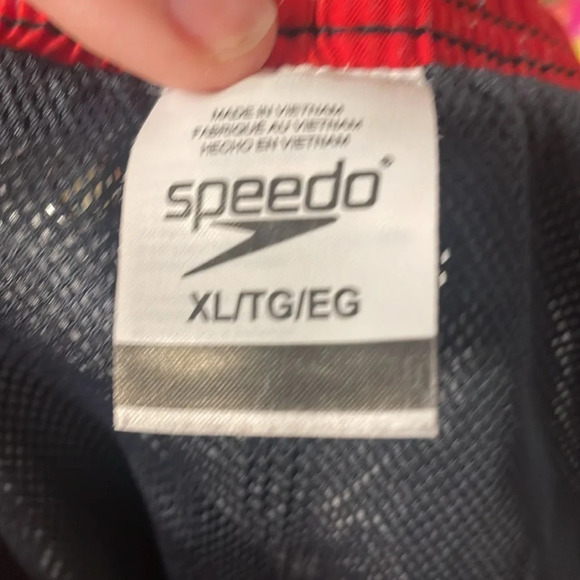 MADE IN VIETNAM
FABRIQUÉ AU VIETNAM
HECHO EN VIETNAM
speedo®
XL/TG/EG